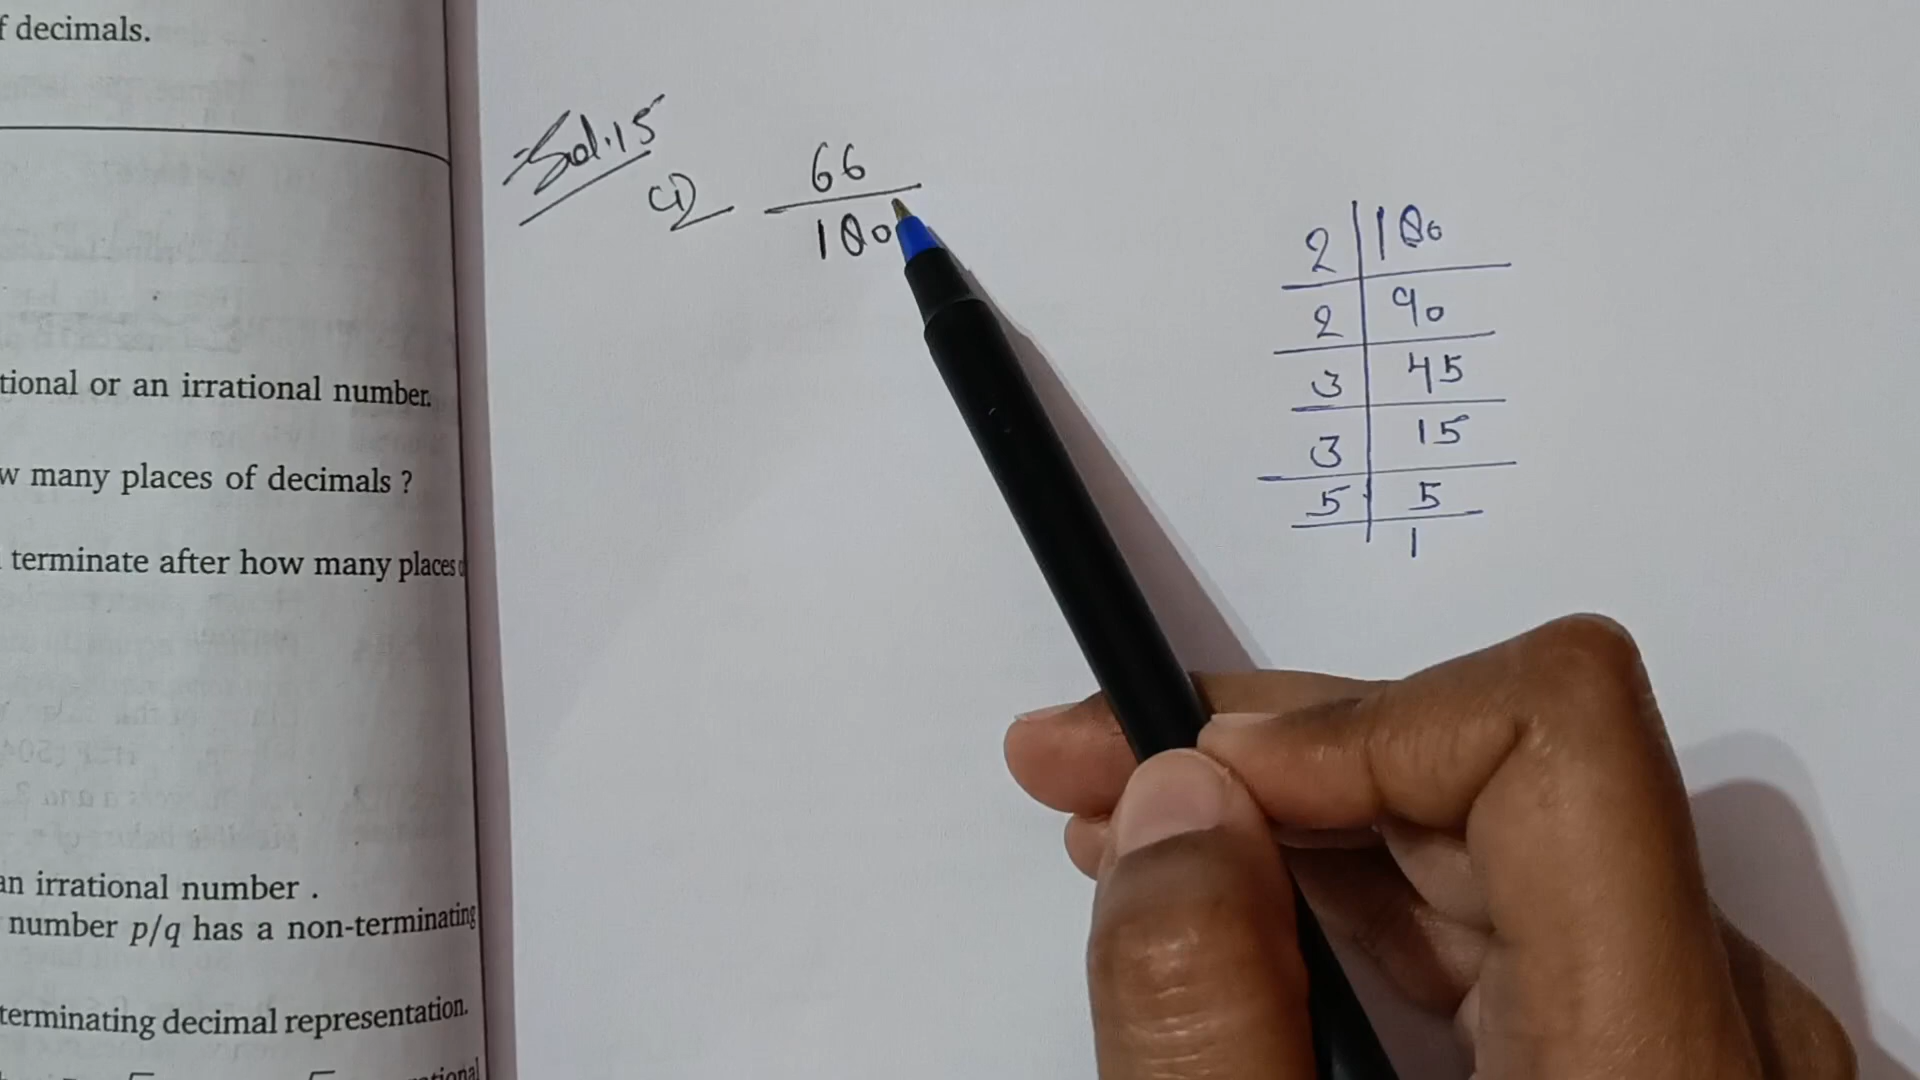 f decimals.
tional or an irrational number.
w many places of decimals ?
terminate after how many places
an irrational number .
number p/q has a non-terminating
terminating decimal representation.
Sol.15
66
180
2 | 180
2 | 90
3 | 45
3 | 15
5 | 5
1